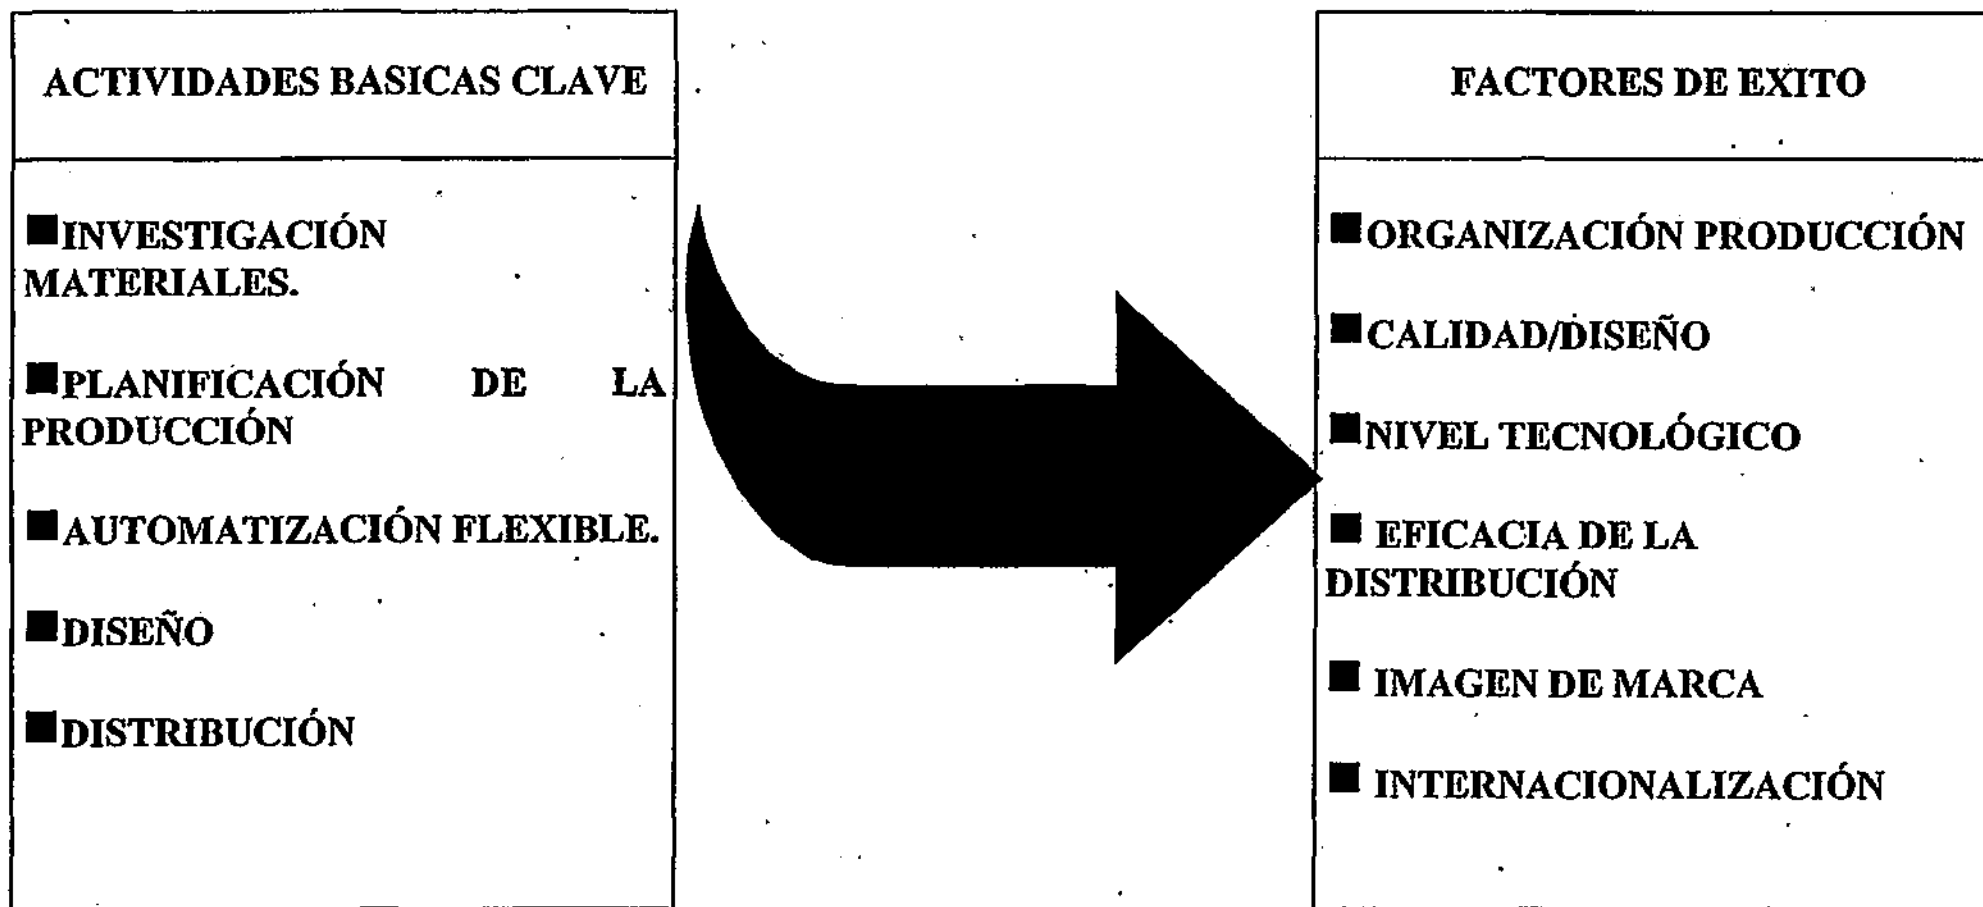 ACTIVIDADES BASICAS CLAVE
■INVESTIGACIÓN
MATERIALES.
■PLANIFICACIÓN DE LA
PRODUCCIÓN
■AUTOMATIZACIÓN FLEXIBLE.
■DISEÑO
■DISTRIBUCIÓN
FACTORES DE EXITO
■ORGANIZACIÓN PRODUCCIÓN
■CALIDAD/DISEÑO
■NIVEL TECNOLÓGICO
■ EFICACIA DE LA
DISTRIBUCIÓN
■ IMAGEN DE MARCA
■ INTERNACIONALIZACIÓN